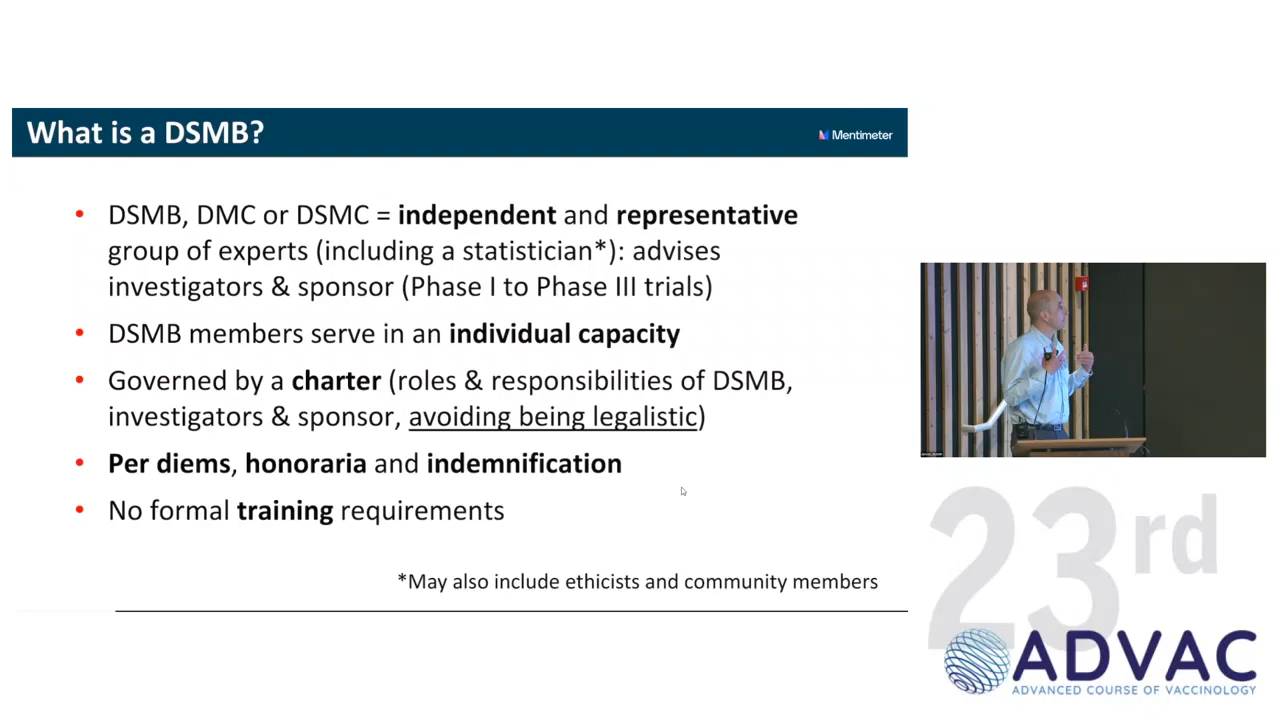 What is a DSMB?
Mentimeter
• DSMB, DMC or DSMC = independent and representative
group of experts (including a statistician*): advises
investigators & sponsor (Phase I to Phase III trials)
• DSMB members serve in an individual capacity
• Governed by a charter (roles & responsibilities of DSMB,
investigators & sponsor, avoiding being legalistic)
• Per diems, honoraria and indemnification
• No formal training requirements
*May also include ethicists and community members
23rd
ADVAC
ADVANCED COURSE OF VACCINOLOGY